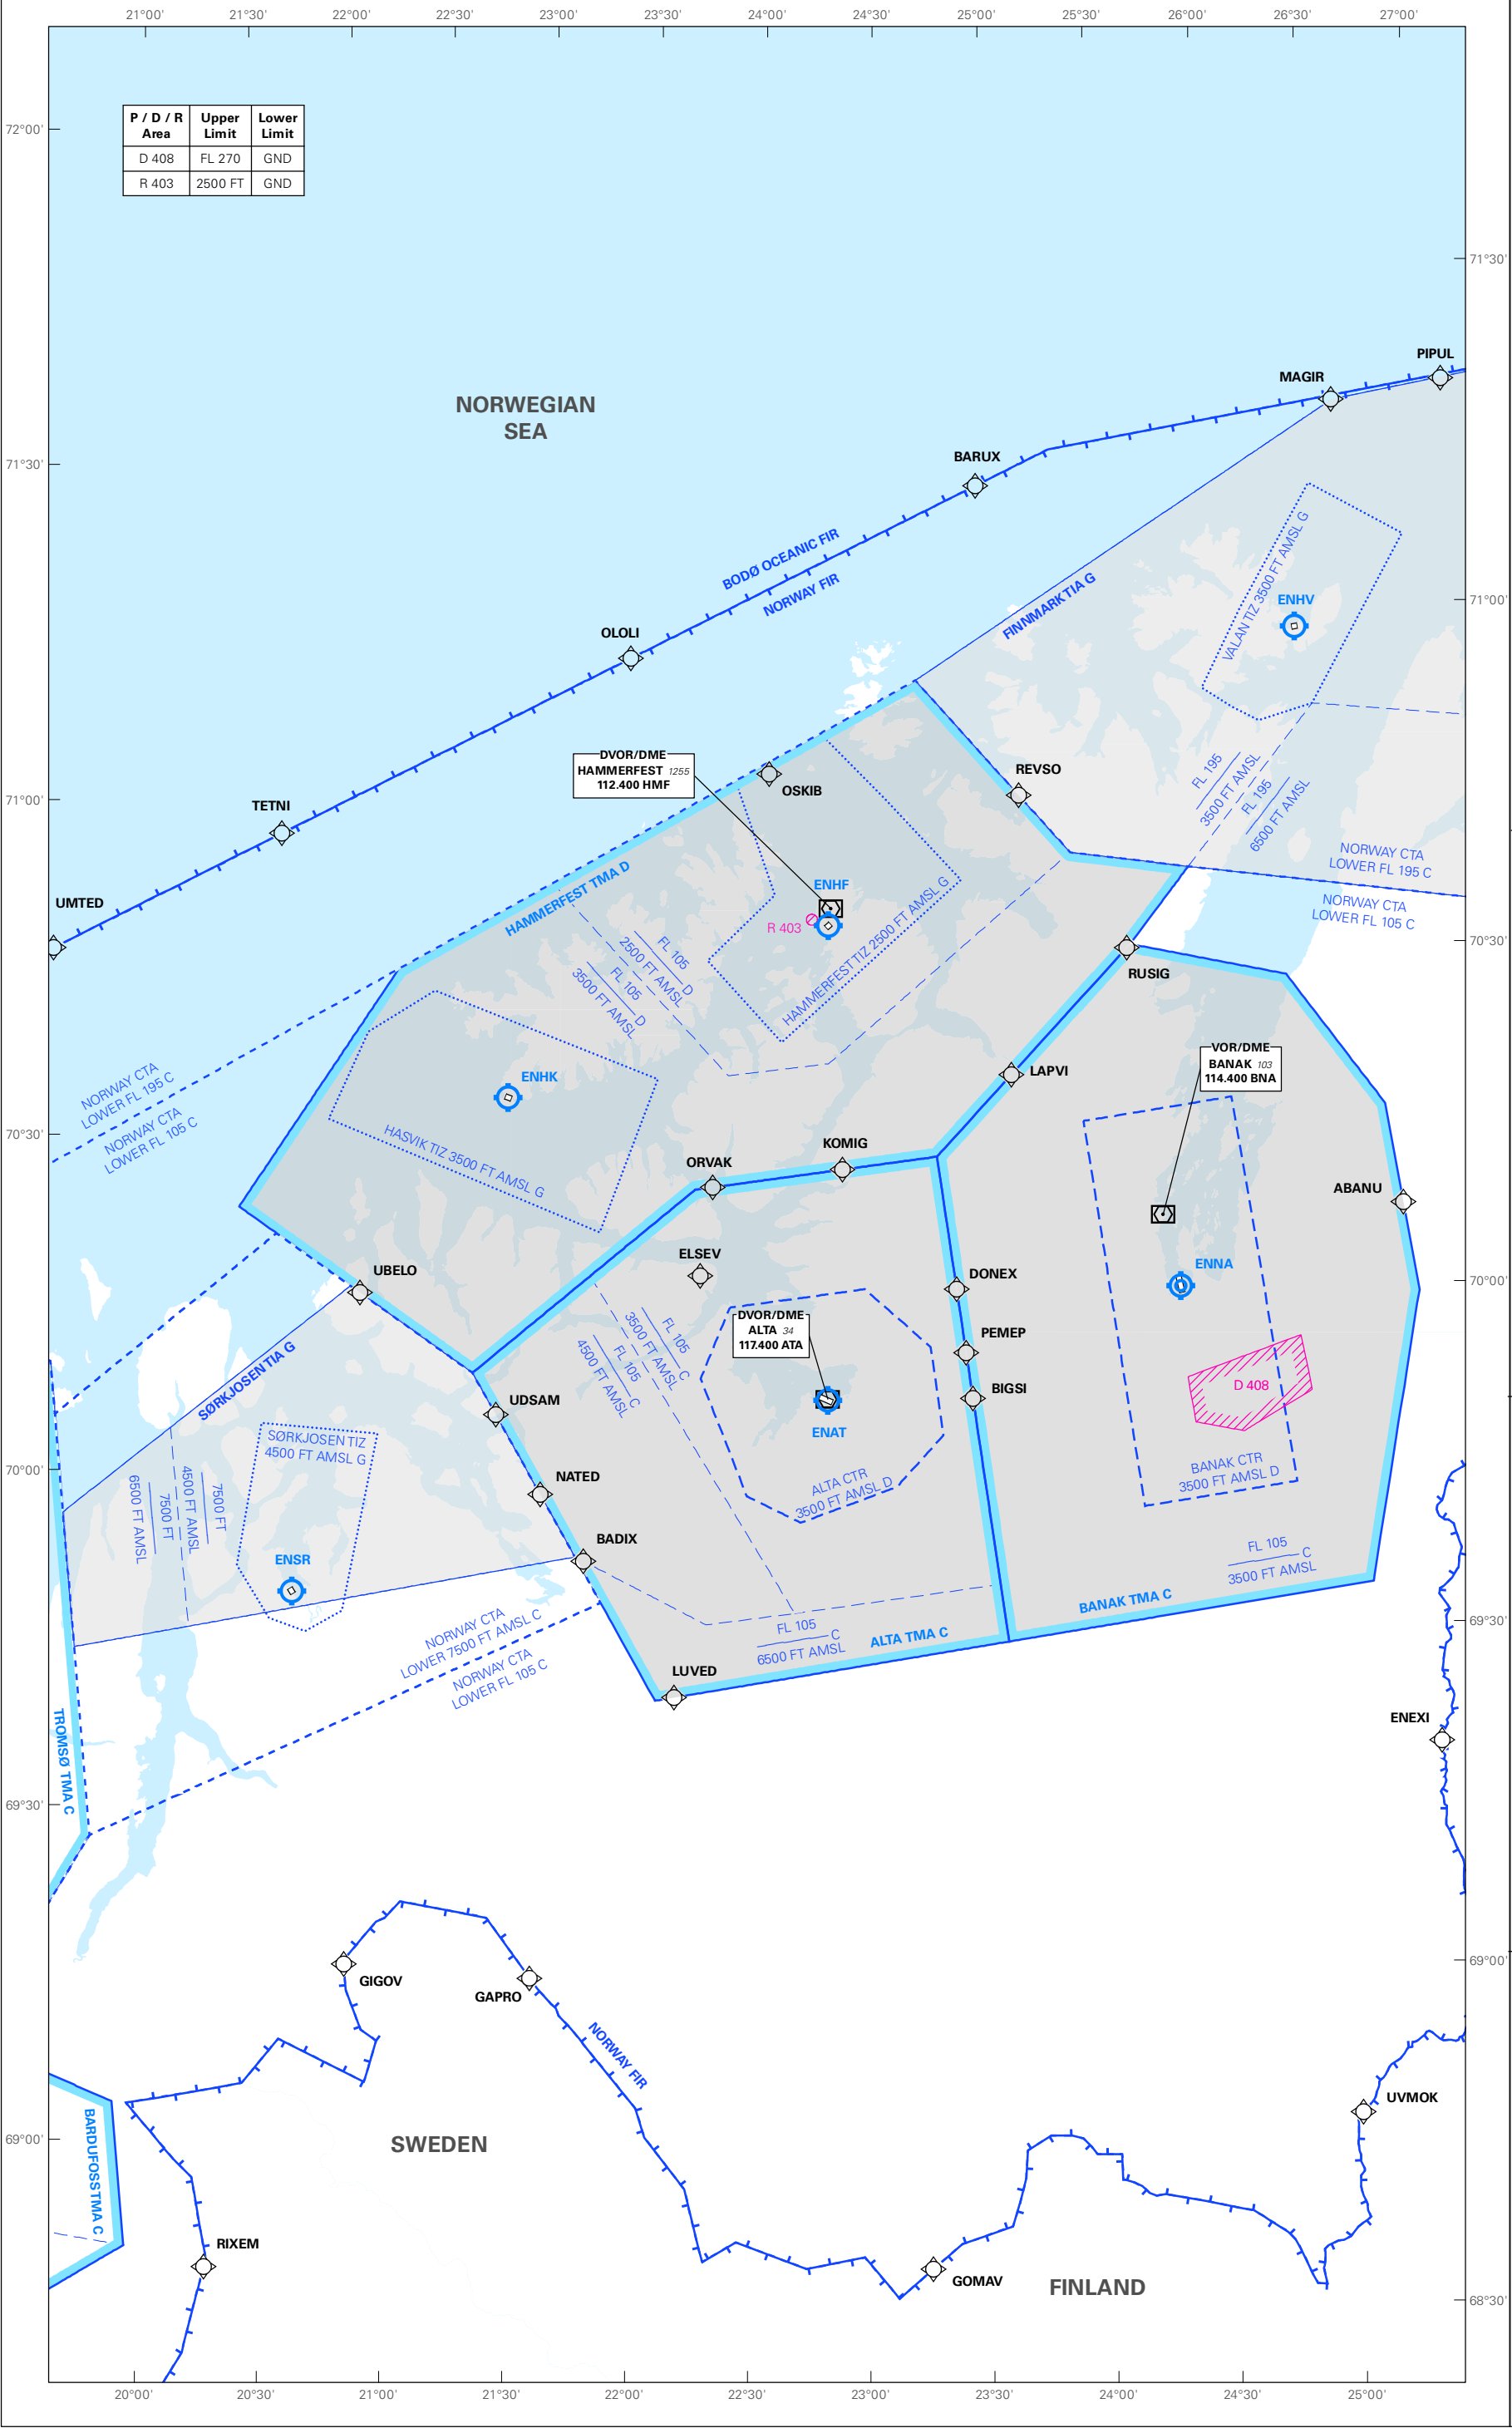 21°00'
21°30'
22°00'
22°30'
23°00'
23°30'
24°00'
24°30'
25°00'
25°30'
26°00'
26°30'
27°00'
P / D / R Area | Upper Limit | Lower Limit
D 408 | FL 270 | GND
R 403 | 2500 FT | GND
72°00'
71°30'
PIPUL
MAGIR
NORWEGIAN
SEA
71°30'
BARUX
BODØ OCEANIC FIR
NORWAY FIR
FINNMARK TIA G
VALAN TIZ 3500 FT AMSL G
ENHV
71°00'
OLOLI
DVOR/DME
HAMMERFEST 1255
112.400 HMF
OSKIB
REVSO
71°00'
TETNI
FL 195
3500 FT AMSL
FL 195
6500 FT AMSL
NORWAY CTA
LOWER FL 195 C
NORWAY CTA
LOWER FL 105 C
UMTED
HAMMERFEST TMA D
ENHF
R 403
HAMMERFEST TIZ 2500 FT AMSL G
FL 105
D
2500 FT AMSL
FL 105
D
3500 FT AMSL
70°30'
RUSIG
NORWAY CTA
LOWER FL 195 C
NORWAY CTA
LOWER FL 105 C
ENHK
HASVIK TIZ 3500 FT AMSL G
LAPVI
VOR/DME
BANAK 103
114.400 BNA
70°30'
KOMIG
ORVAK
ABANU
UBELO
ELSEV
DONEX
ENNA
70°00'
DVOR/DME
ALTA 34
117.400 ATA
PEMEP
FL 105
C
3500 FT AMSL
FL 105
C
4500 FT AMSL
BIGSI
D 408
SØRKJOSEN TIA G
UDSAM
ENAT
SØRKJOSEN TIZ
4500 FT AMSL G
70°00'
NATED
ALTA CTR
3500 FT AMSL D
BANAK CTR
3500 FT AMSL D
7500 FT
4500 FT AMSL
7500 FT
6500 FT AMSL
ENSR
BADIX
FL 105
C
3500 FT AMSL
BANAK TMA C
69°30'
NORWAY CTA
LOWER 7500 FT AMSL C
NORWAY CTA
LOWER FL 105 C
FL 105
C
6500 FT AMSL
ALTA TMA C
LUVED
TROMSØ TMA C
ENEXI
69°30'
69°00'
GIGOV
GAPRO
NORWAY FIR
UVMOK
BARDUFOSS TMA C
69°00'
SWEDEN
RIXEM
GOMAV
FINLAND
68°30'
20°00'
20°30'
21°00'
21°30'
22°00'
22°30'
23°00'
23°30'
24°00'
24°30'
25°00'